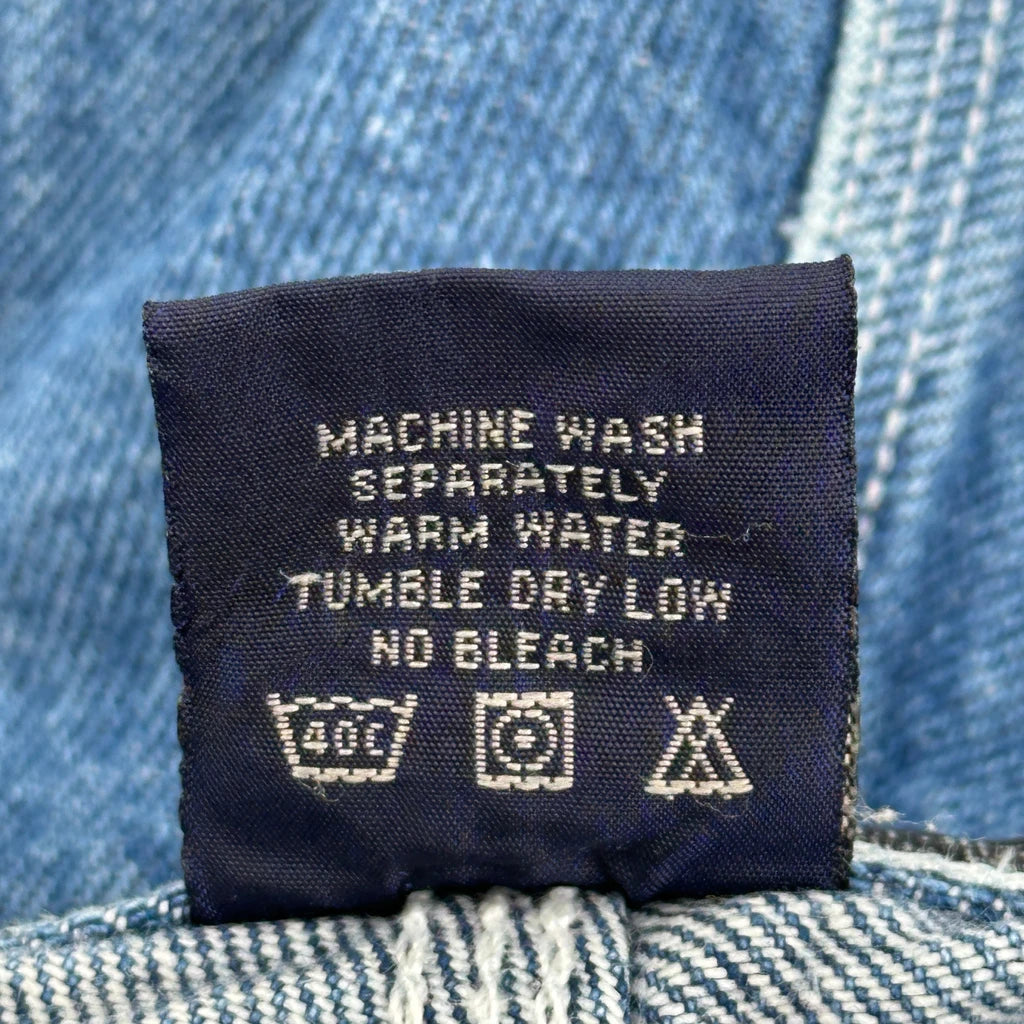 MACHINE WASH
SEPARATELY
WARM WATER
TUMBLE DRY LOW
NO BLEACH
40C